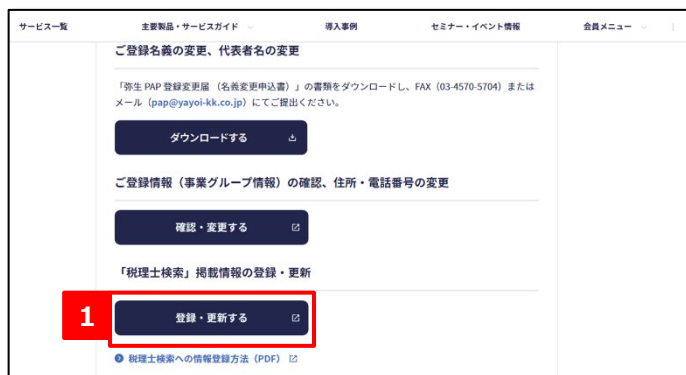 サービス一覧 主要製品・サービスガイド 導入事例 セミナー・イベント情報 会員メニュー
ご登録名義の変更、代表者名の変更
「弥生 PAP 登録変更届（名義変更申込書）」の書類をダウンロードし、FAX（03-4570-5704）または
メール（pap@yayoi-kk.co.jp）にてご提出ください。
ダウンロードする
ご登録情報（事業グループ情報）の確認、住所・電話番号の変更
確認・変更する
「税理士検索」掲載情報の登録・更新
1 登録・更新する
税理士検索への情報登録方法（PDF）